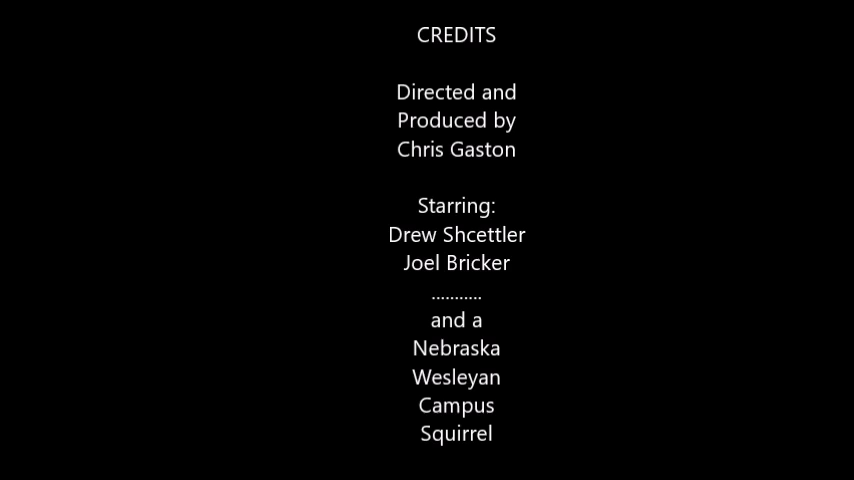 CREDITS
Directed and
Produced by
Chris Gaston
Starring:
Drew Shcettler
Joel Bricker
...........
and a
Nebraska
Wesleyan
Campus
Squirrel